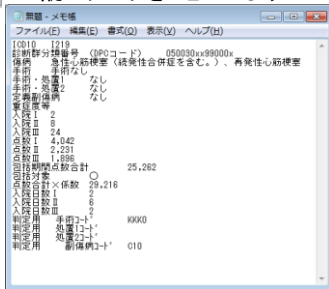 無題 - メモ帳
ファイル(F) 編集(E) 書式(O) 表示(V) ヘルプ(H)
ICD10 I219
診断群分類番号 (DPCコード) 050030xx99000x
傷病 急性心筋梗塞(続発性合併症を含む。)、再発性心筋梗塞
手術 手術なし
手術・処置1 なし
手術・処置2 なし
定義副傷病 なし
重症度等
入院Ⅰ 2
入院Ⅱ 8
入院Ⅲ 24
点数Ⅰ 4,042
点数Ⅱ 2,231
点数Ⅲ 1,896
包括期間点数合計 25,262
包括対象 ○
点数合計×係数 29,216
入院日数Ⅰ 2
入院日数Ⅱ 6
入院日数Ⅲ 2
判定用 手術コード KKK0
判定用 処置1コード
判定用 処置2コード
判定用 副傷病コード C10